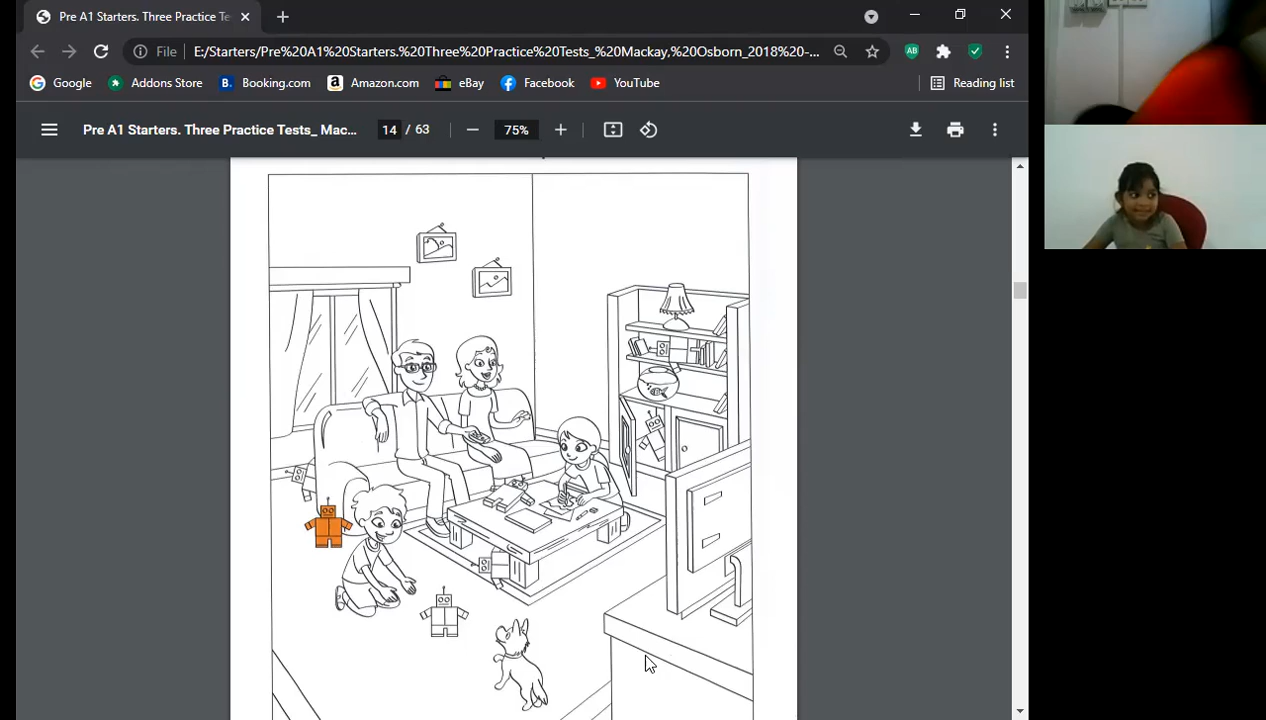 Pre A1 Starters. Three Practice Te
File
E:/Starters/Pre%20A1%20Starters.%20Three%20Practice%20Tests_%20Mackay,%20Osborn_2018%20-...
AB
Google
Addons Store
B. Booking.com
a Amazon.com
eBay
Facebook
YouTube
Reading list
Pre A1 Starters. Three Practice Tests_ Mac...
14 / 63
75%